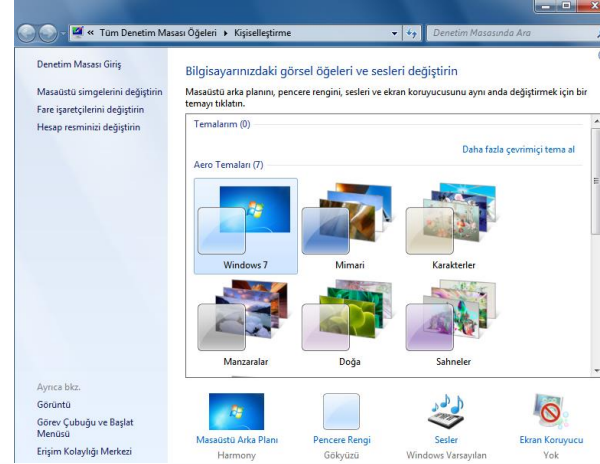 « Tüm Denetim Masası Öğeleri ▸ Kişiselleştirme
Denetim Masasında Ara
Denetim Masası Giriş
Masaüstü simgelerini değiştirin
Fare işaretçilerini değiştirin
Hesap resminizi değiştirin
Bilgisayarınızdaki görsel öğeleri ve sesleri değiştirin
Masaüstü arka planını, pencere rengini, sesleri ve ekran koruyucusunu aynı anda değiştirmek için bir
temayı tıklatın.
Temalarım (0)
Daha fazla çevrimiçi tema al
Aero Temaları (7)
Windows 7
Mimari
Karakterler
Manzaralar
Doğa
Sahneler
Ayrıca bkz.
Görüntü
Görev Çubuğu ve Başlat
Menüsü
Erişim Kolaylığı Merkezi
Masaüstü Arka Planı
Harmony
Pencere Rengi
Gökyüzü
Sesler
Windows Varsayılan
Ekran Koruyucu
Yok